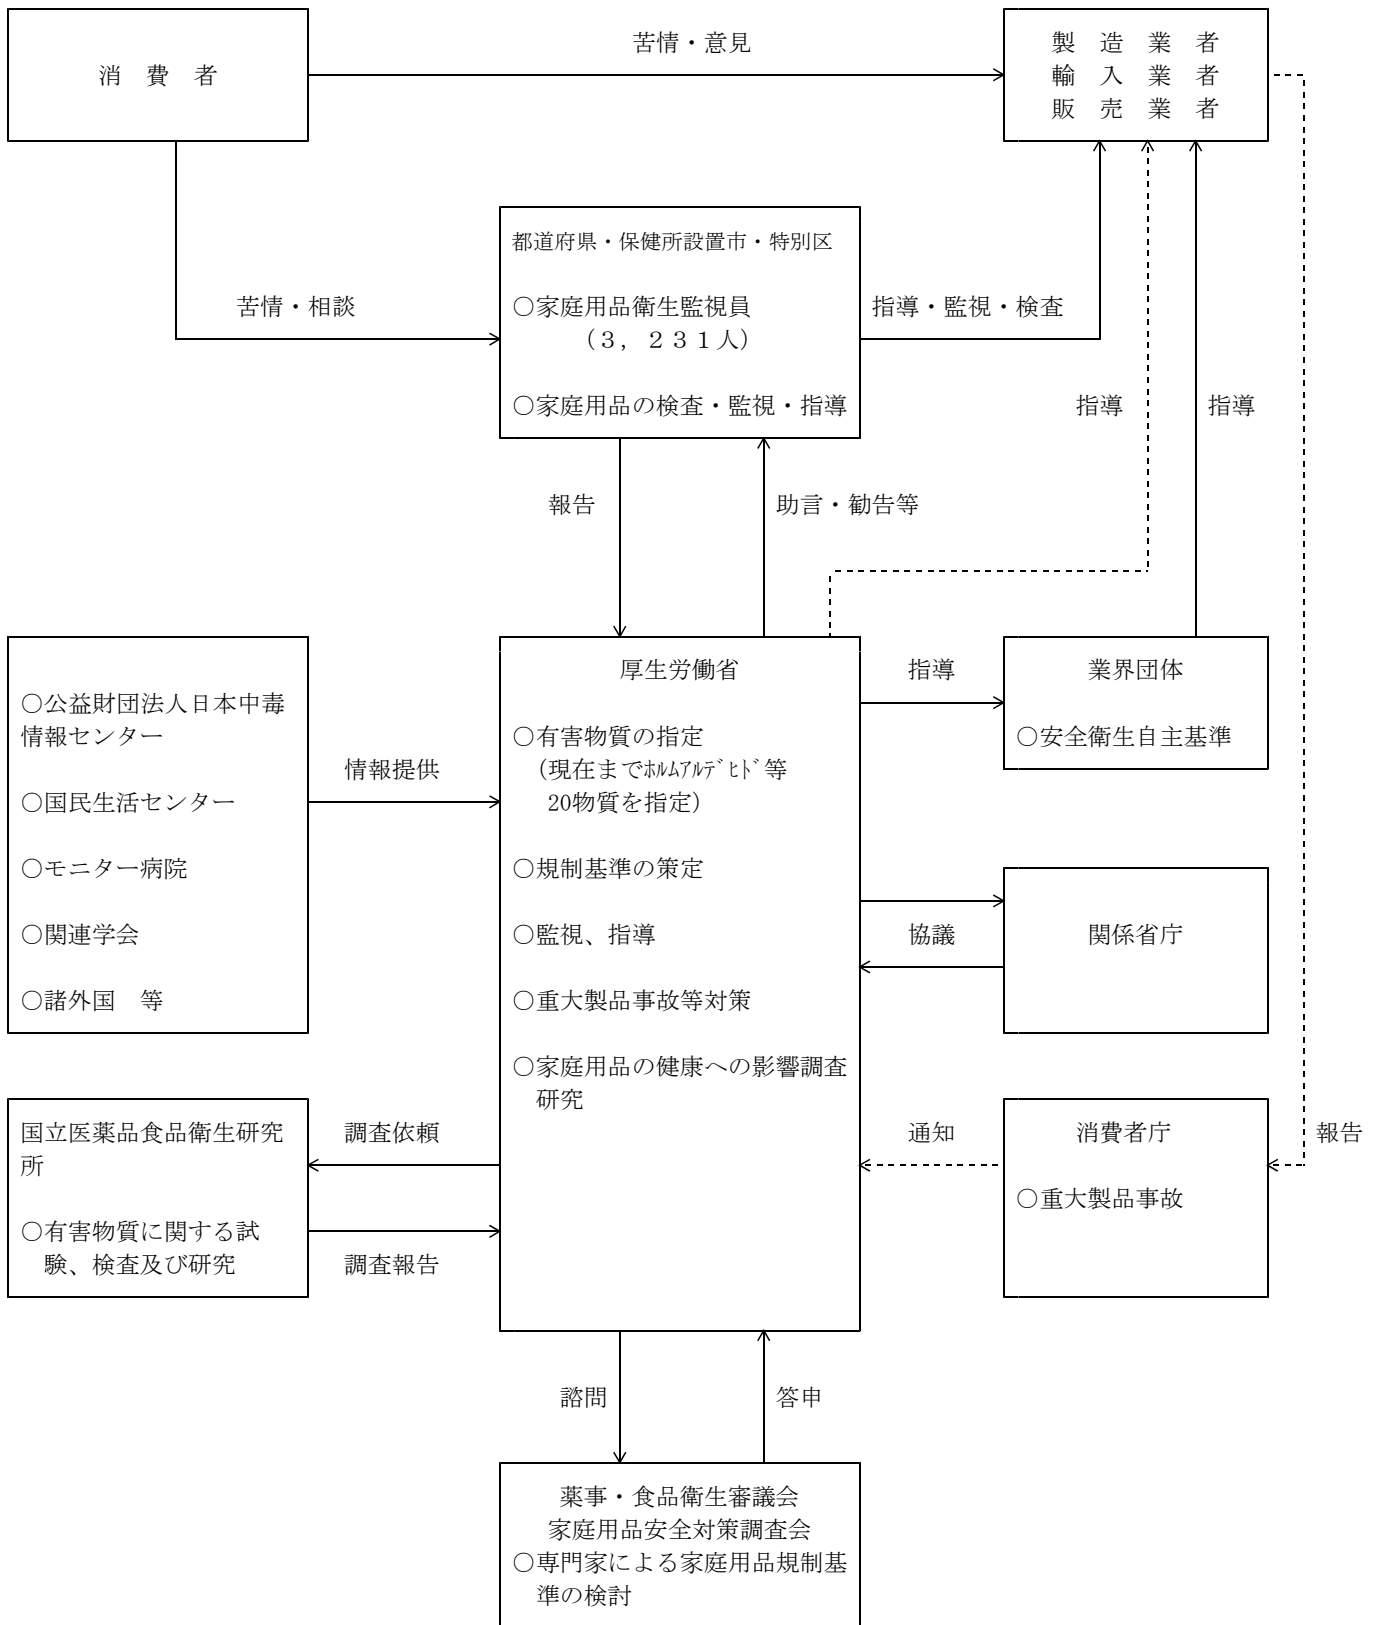 消　費　者
苦情・意見
製　造　業　者
輸　入　業　者
販　売　業　者
都道府県・保健所設置市・特別区
○家庭用品衛生監視員
（３，２３１人）
○家庭用品の検査・監視・指導
苦情・相談
指導・監視・検査
指導
指導
報告
助言・勧告等
○公益財団法人日本中毒
情報センター
○国民生活センター
○モニター病院
○関連学会
○諸外国　等
情報提供
厚生労働省
○有害物質の指定
（現在までﾎﾙﾑｱﾙﾃﾞﾋﾄﾞ等
20物質を指定）
○規制基準の策定
○監視、指導
○重大製品事故等対策
○家庭用品の健康への影響調査
研究
指導
業界団体
○安全衛生自主基準
協議
関係省庁
国立医薬品食品衛生研究
所
○有害物質に関する試
験、検査及び研究
調査依頼
調査報告
通知
消費者庁
○重大製品事故
報告
諮問
答申
薬事・食品衛生審議会
家庭用品安全対策調査会
○専門家による家庭用品規制基
準の検討